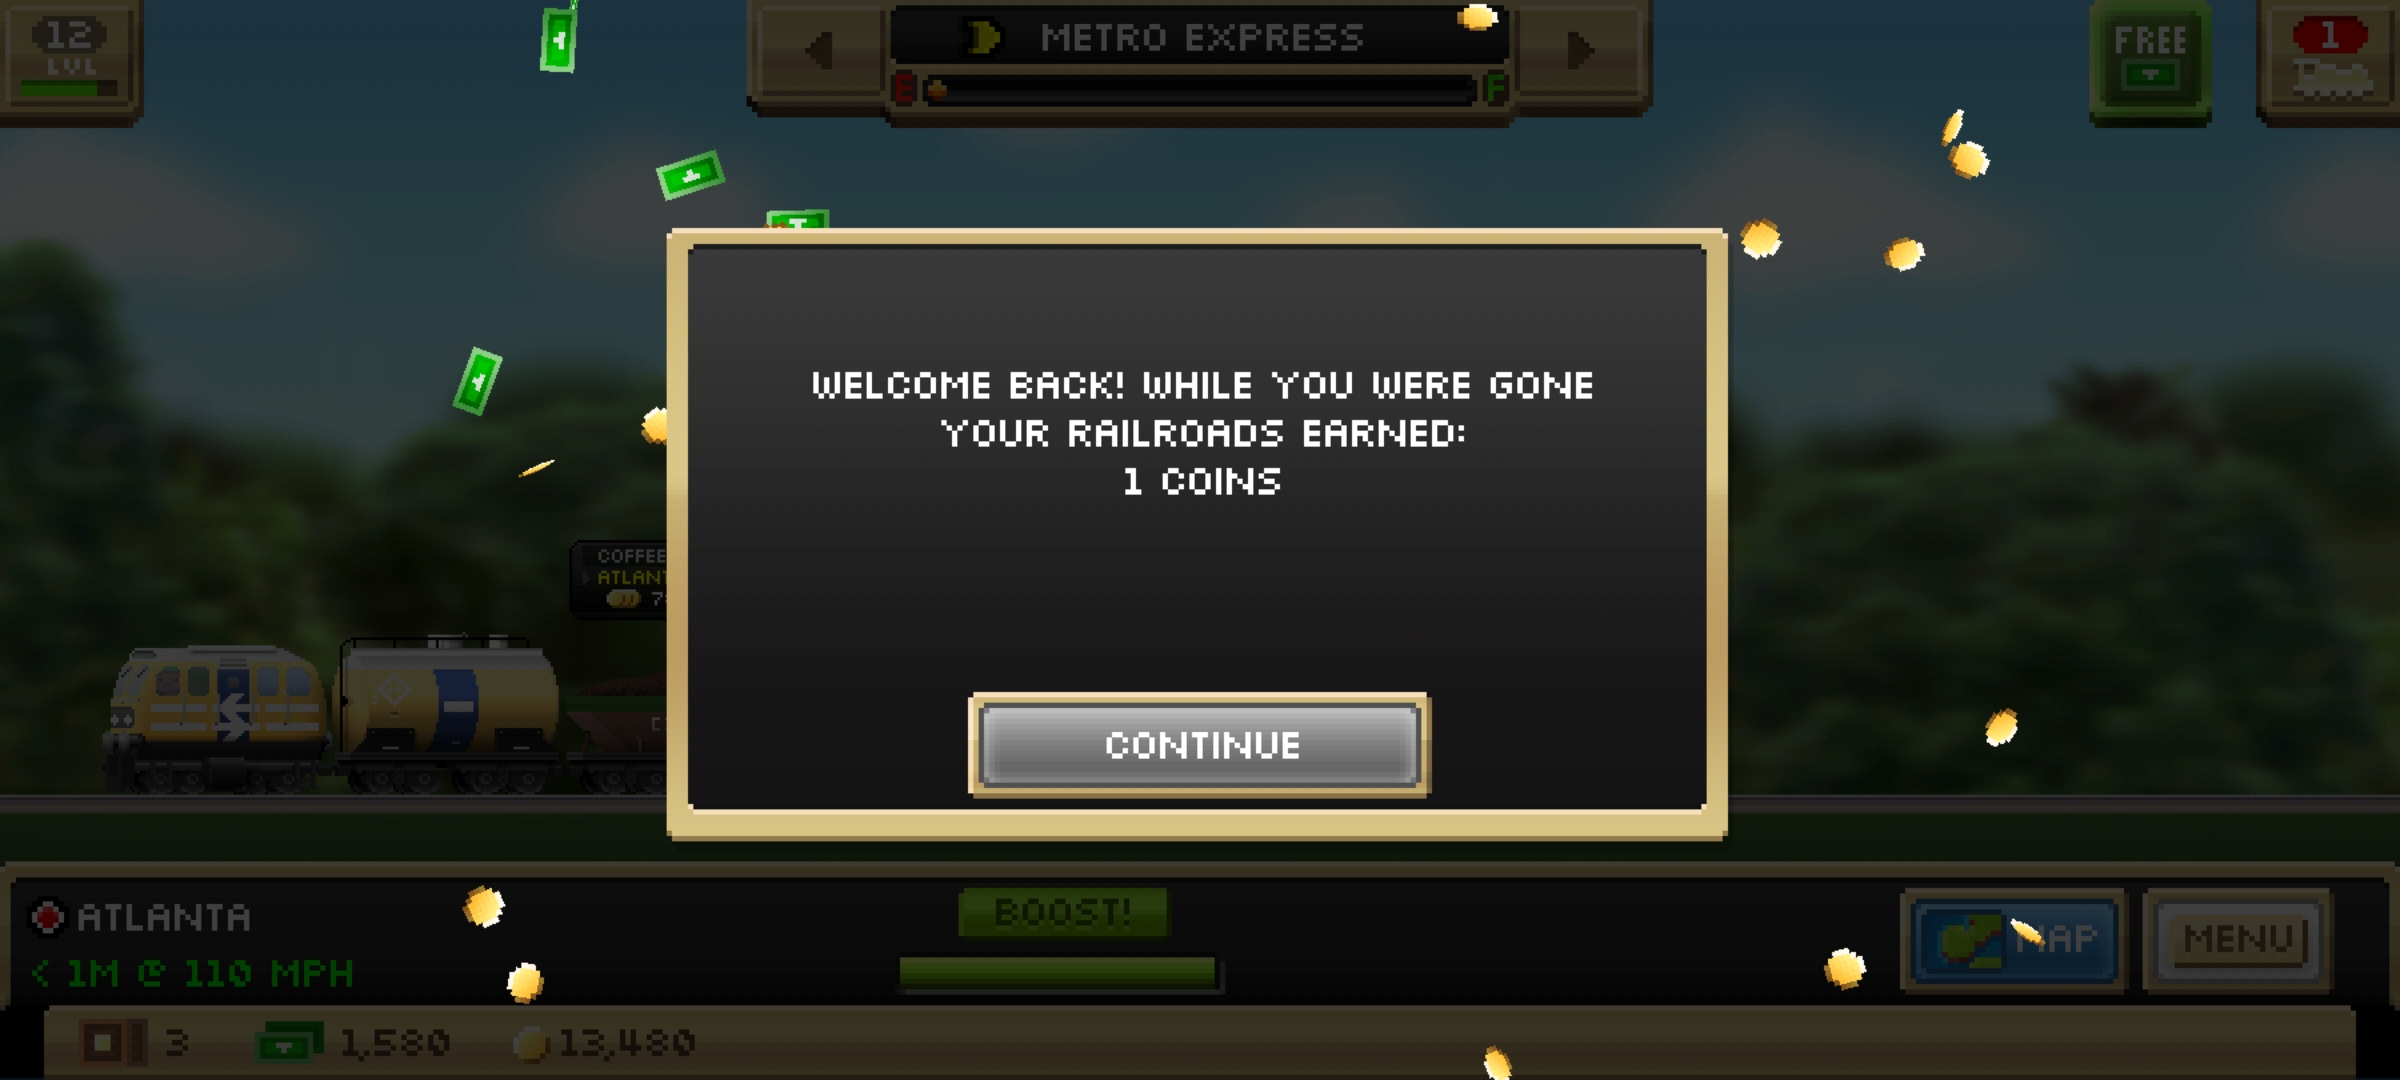 12
LVL
METRO EXPRESS
E
F
FREE
1
WELCOME BACK! WHILE YOU WERE GONE
YOUR RAILROADS EARNED:
1 COINS
COFFEE
CONTINUE
ATLANTA
BOOST!
MAP
MENU
< 1M @ 110 MPH
3
1,580
13,480